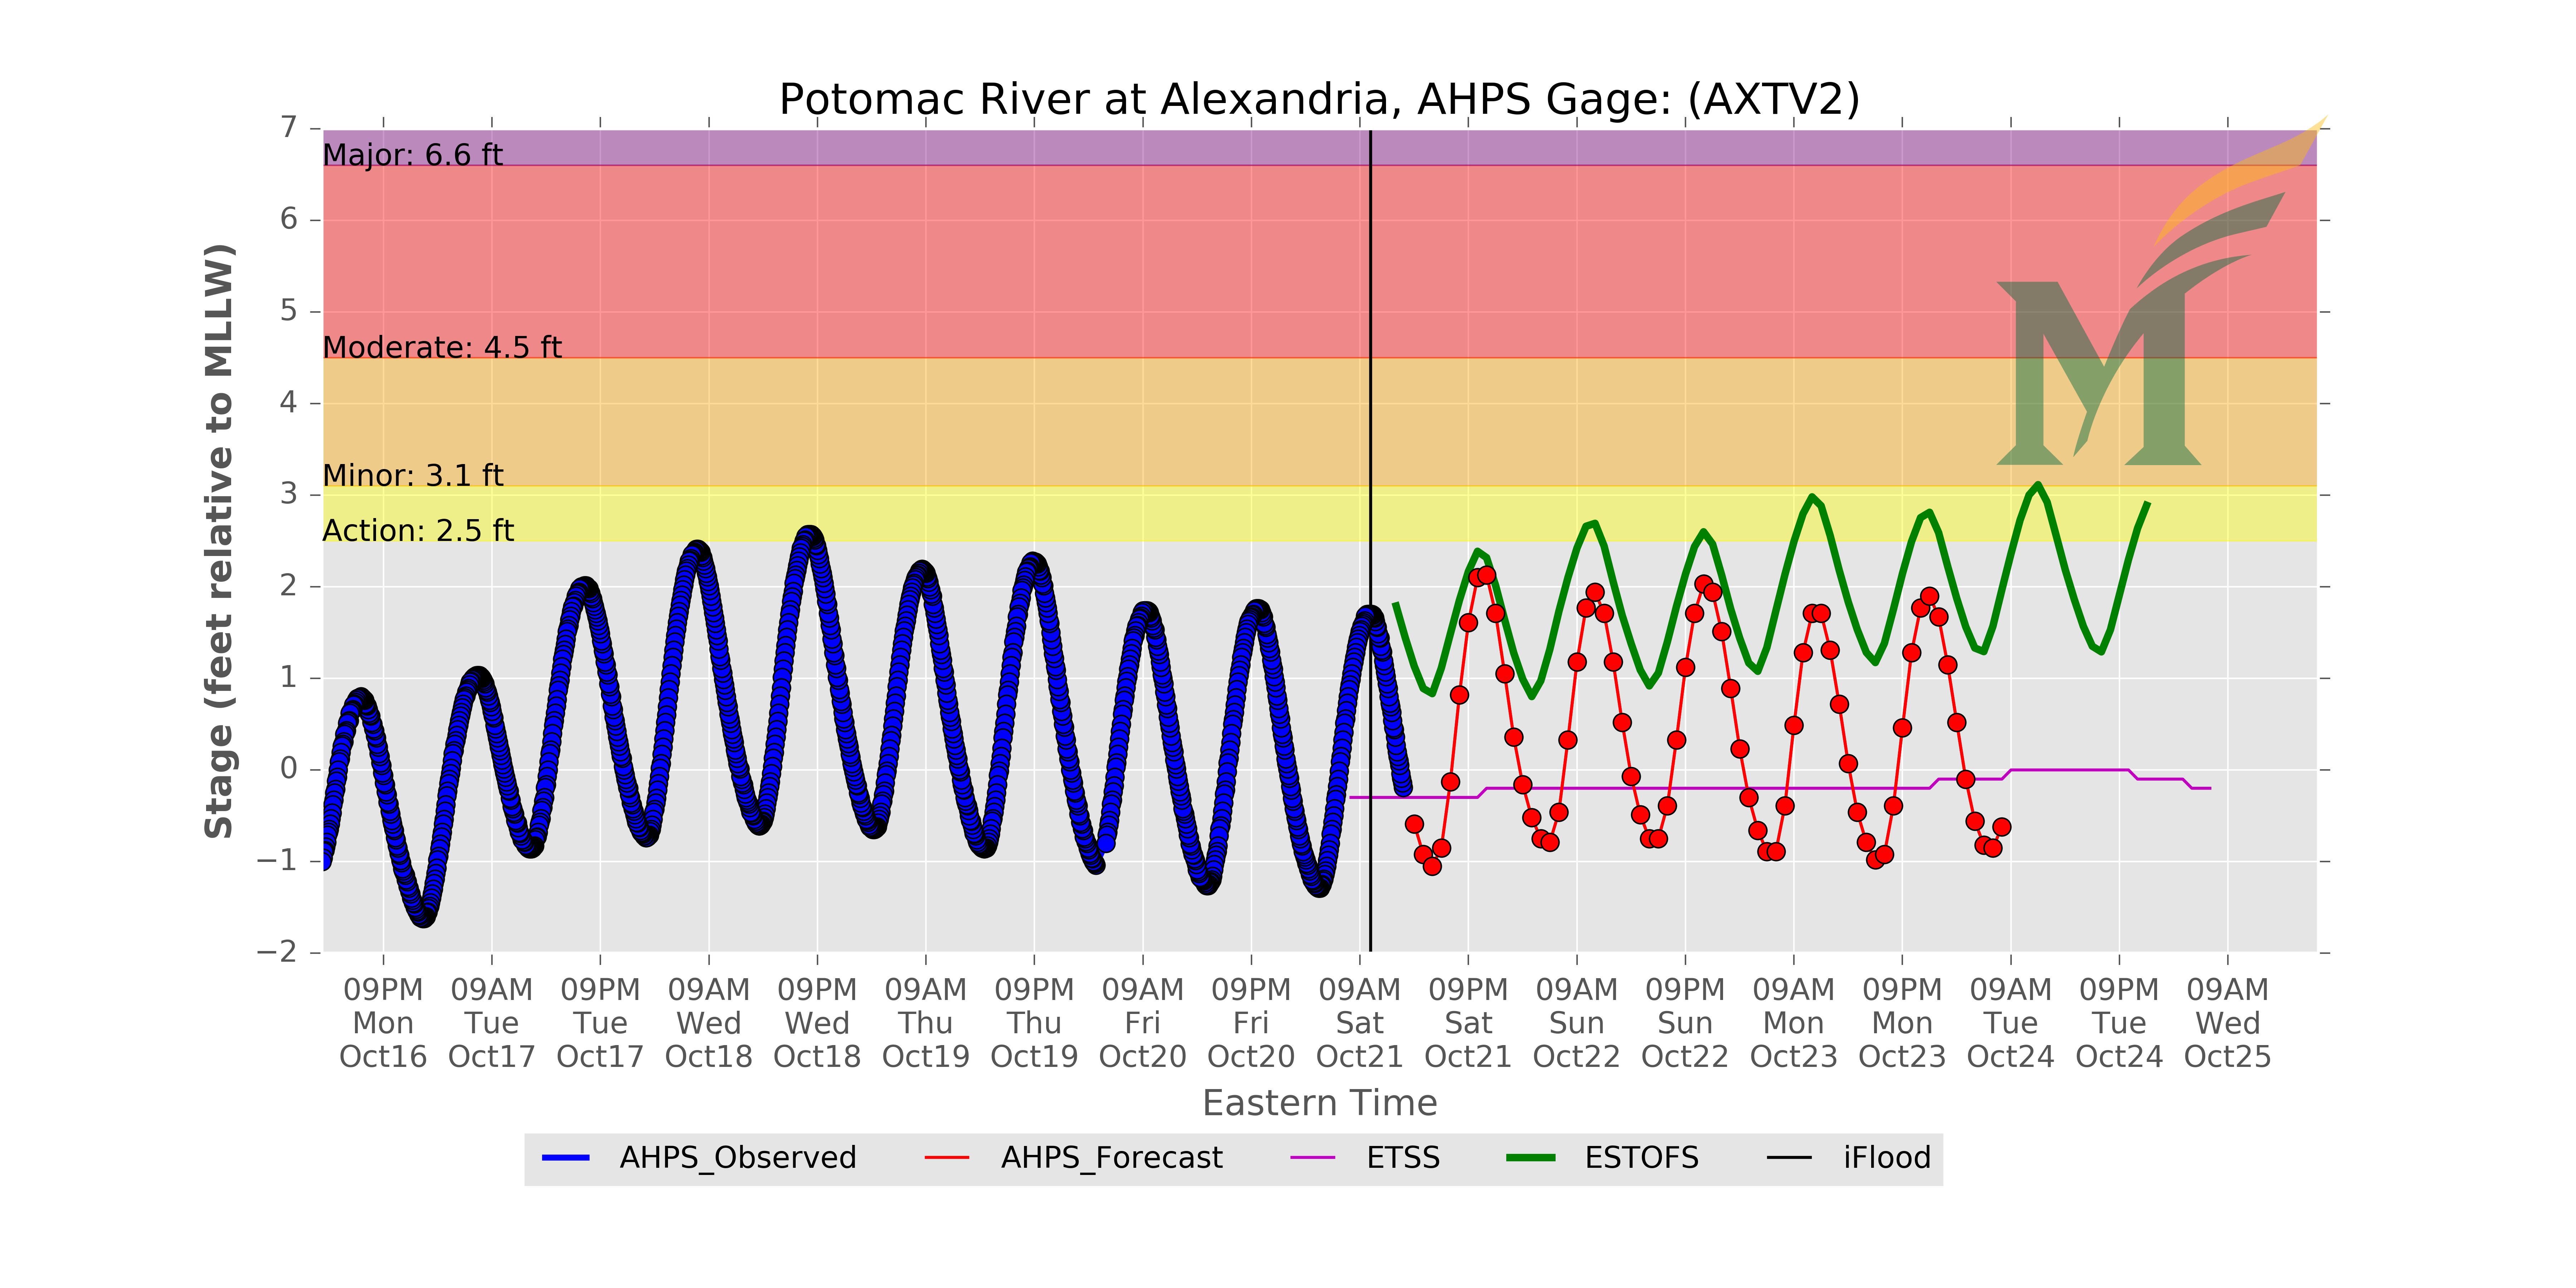 Potomac River at Alexandria, AHPS Gage: (AXTV2)
7
Major: 6.6 ft
6
5
Moderate: 4.5 ft
4
Minor: 3.1 ft
3
Action: 2.5 ft
2
1
0
−1
−2
Stage (feet relative to MLLW)
09PM 09AM 09PM 09AM 09PM 09AM 09PM 09AM 09PM 09AM 09PM 09AM 09PM 09AM 09PM 09AM 09PM 09AM
Mon Tue Tue Wed Wed Thu Thu Fri Fri Sat Sat Sun Sun Mon Mon Tue Tue Wed
Oct16 Oct17 Oct17 Oct18 Oct18 Oct19 Oct19 Oct20 Oct20 Oct21 Oct21 Oct22 Oct22 Oct23 Oct23 Oct24 Oct24 Oct25
Eastern Time
AHPS_Observed AHPS_Forecast ETSS ESTOFS iFlood
M